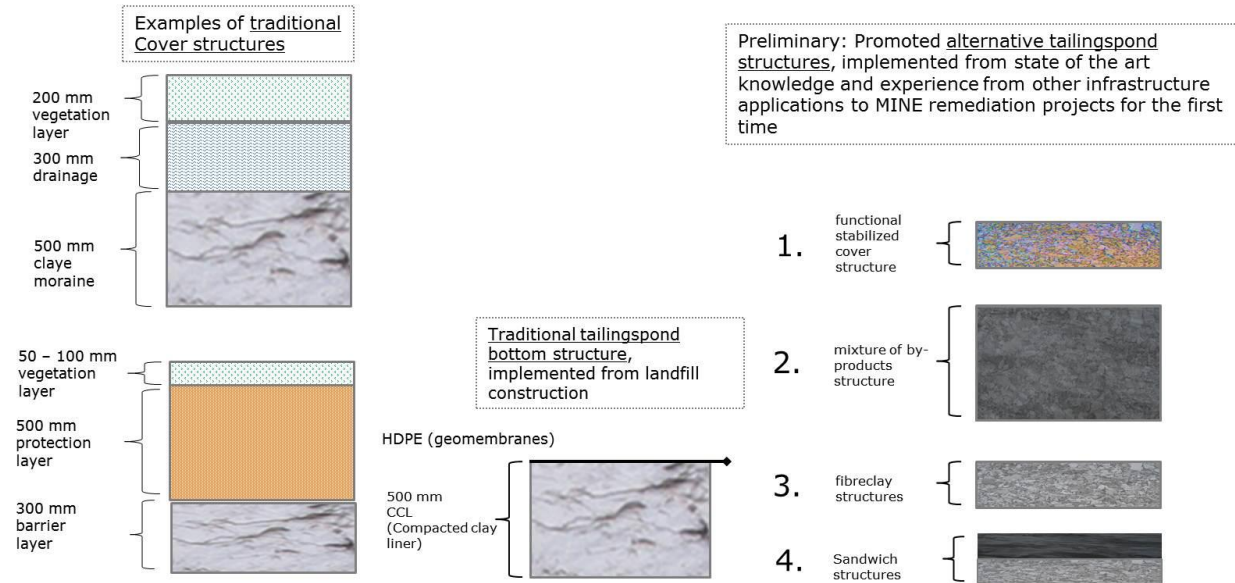 Examples of traditional
Cover structures
200 mm
vegetation
layer
300 mm
drainage
500 mm
claye
moraine
50 – 100 mm
vegetation
layer
500 mm
protection
layer
300 mm
barrier
layer
Traditional tailingspond
bottom structure,
implemented from landfill
construction
HDPE (geomembranes)
500 mm
CCL
(Compacted clay
liner)
Preliminary: Promoted alternative tailingspond
structures, implemented from state of the art
knowledge and experience from other infrastructure
applications to MINE remediation projects for the first
time
1.
functional
stabilized
cover
structure
2.
mixture of by-
products
structure
3.
fibreclay
structures
4.
Sandwich
structures